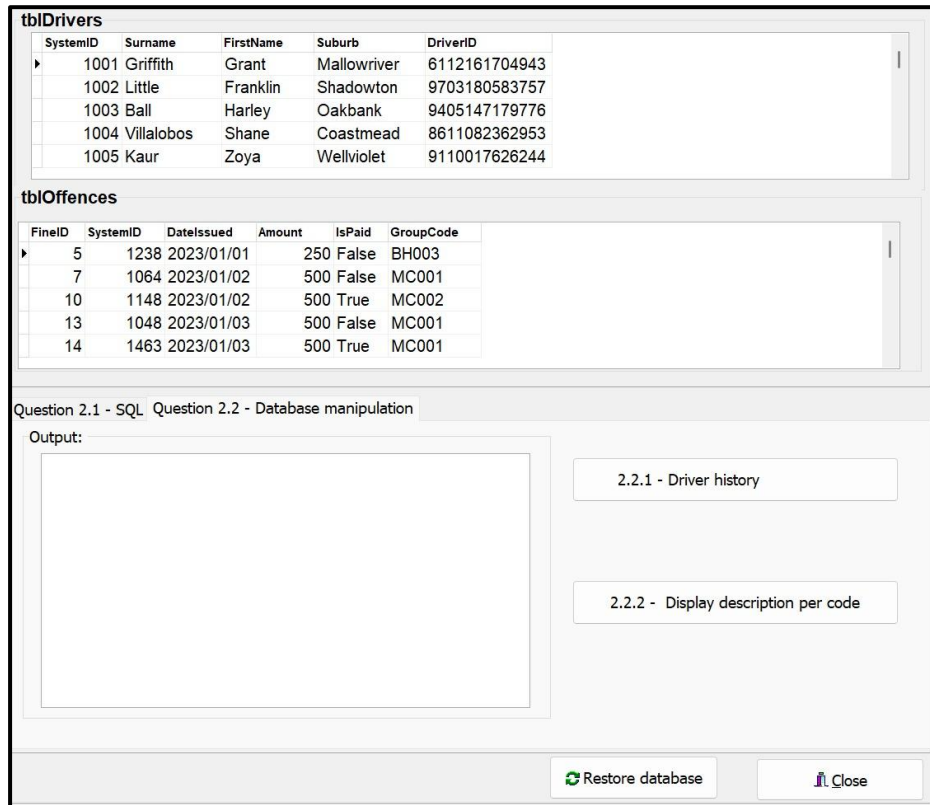 tblDrivers
SystemID Surname FirstName Suburb DriverID
1001 Griffith Grant Mallowriver 6112161704943
1002 Little Franklin Shadowton 9703180583757
1003 Ball Harley Oakbank 9405147179776
1004 Villalobos Shane Coastmead 8611082362953
1005 Kaur Zoya Wellviolet 9110017626244
tblOffences
FineID SystemID DateIssued Amount IsPaid GroupCode
5 1238 2023/01/01 250 False BH003
7 1064 2023/01/02 500 False MC001
10 1148 2023/01/02 500 True MC002
13 1048 2023/01/03 500 False MC001
14 1463 2023/01/03 500 True MC001
Question 2.1 - SQL Question 2.2 - Database manipulation
Output:
2.2.1 - Driver history
2.2.2 - Display description per code
Restore database Close